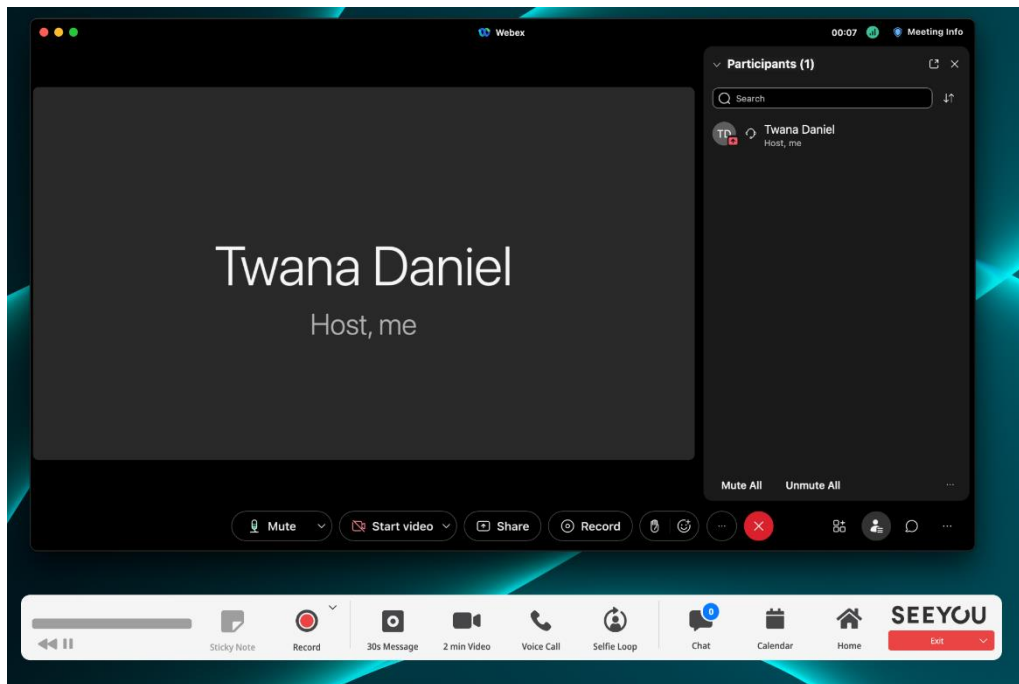 Webex
00:07
Meeting Info
Participants (1)
Search
TD
Twana Daniel
Host, me
Twana Daniel
Host, me
Mute All
Unmute All
Mute
Start video
Share
Record
Sticky Note
Record
30s Message
2 min Video
Voice Call
Selfie Loop
0
Chat
Calendar
Home
SEEYOU
Exit